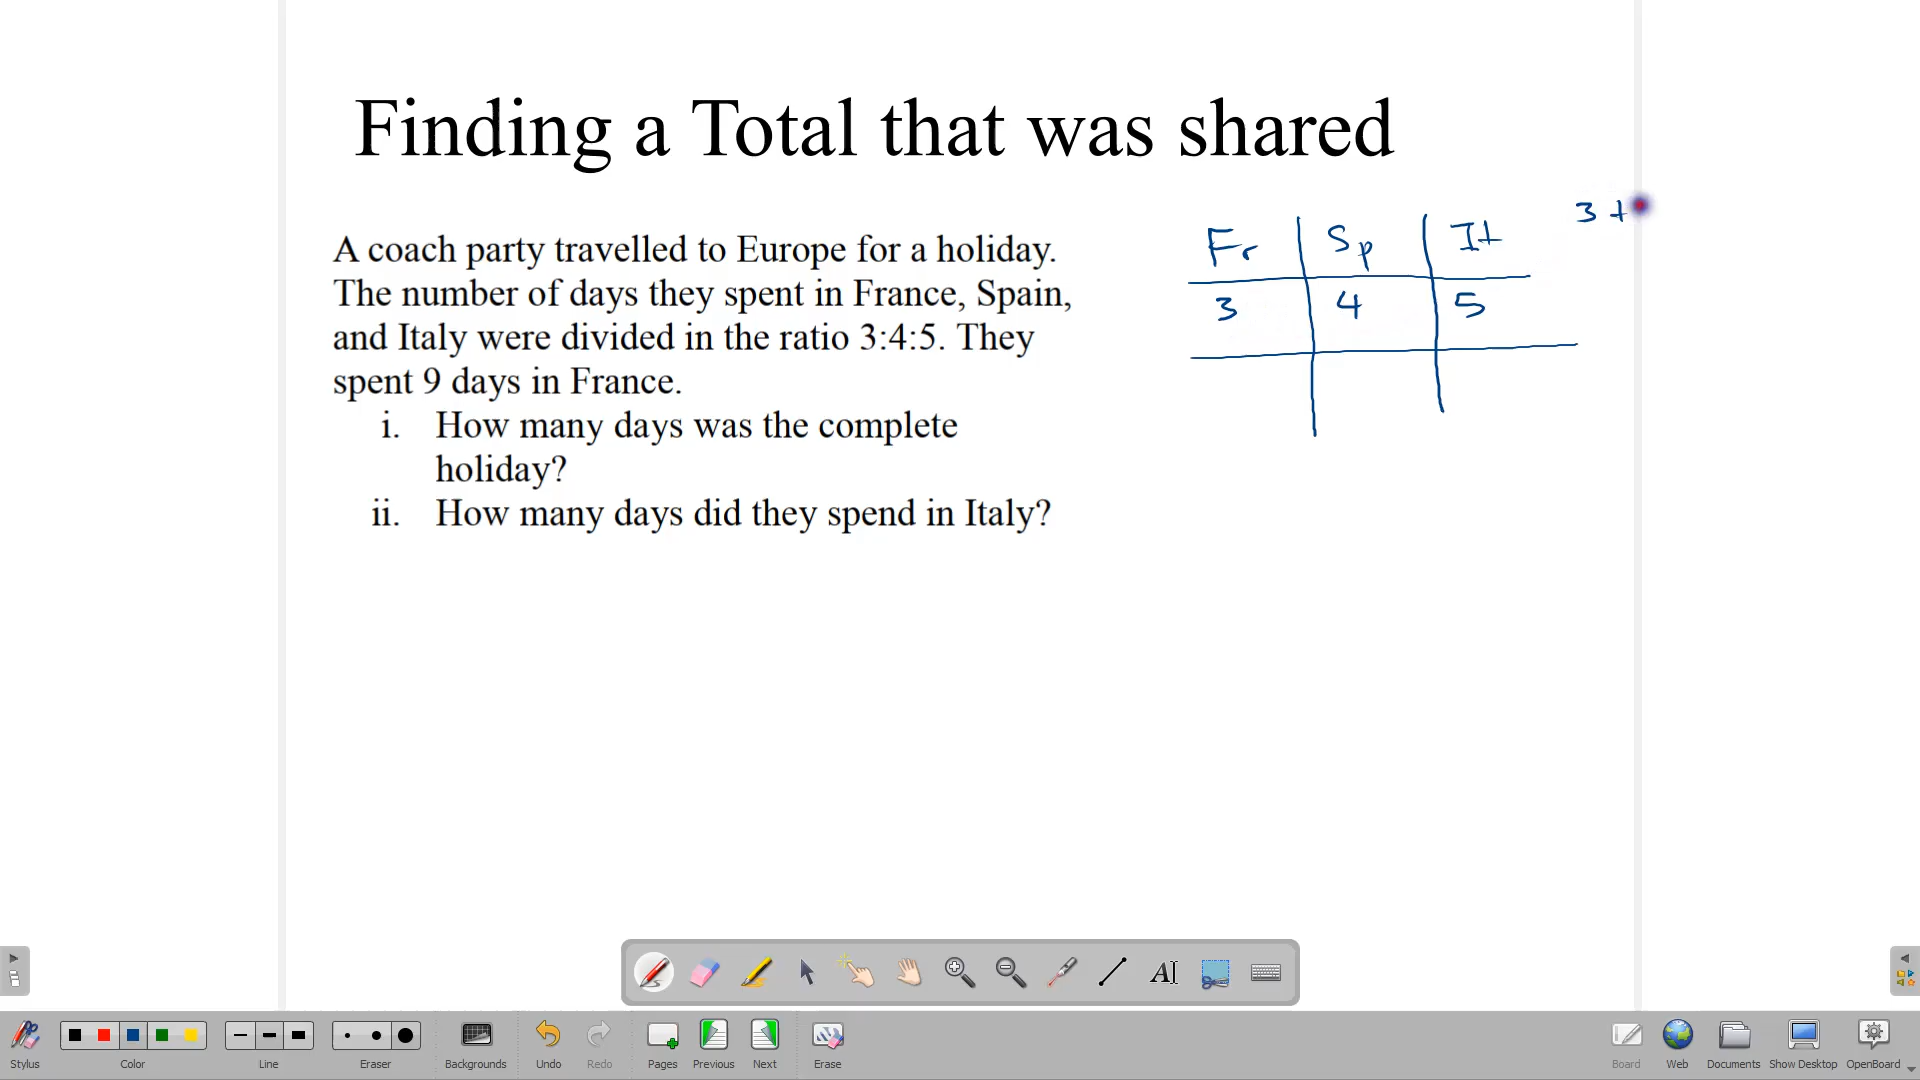 Finding a Total that was shared
A coach party travelled to Europe for a holiday.
The number of days they spent in France, Spain,
and Italy were divided in the ratio 3:4:5. They
spent 9 days in France.
i. How many days was the complete
holiday?
ii. How many days did they spend in Italy?
3 +
Fr Sp It
3 4 5
AI
Stylus Color Line Eraser Backgrounds Undo Redo Pages Previous Next Erase Board Web Documents Show Desktop OpenBoard